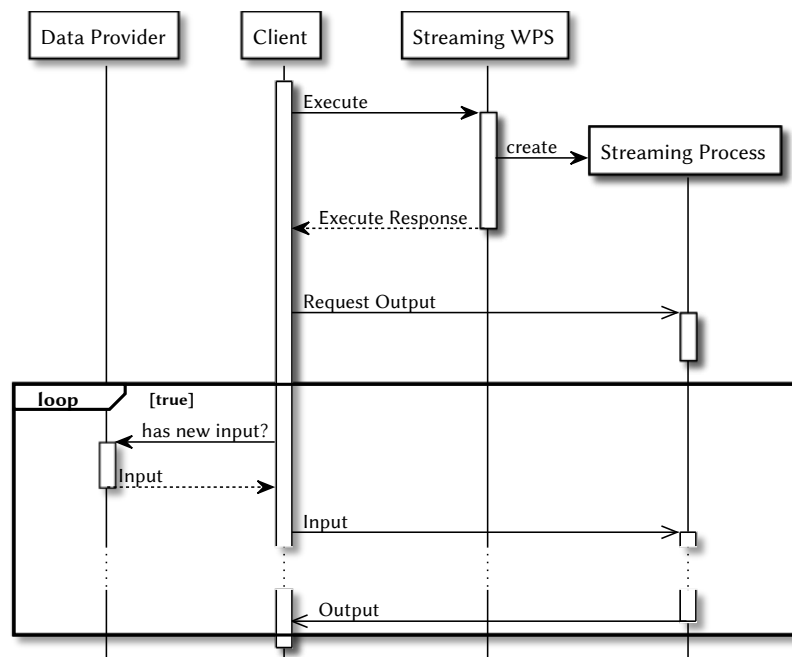 Data Provider
Client
Streaming WPS
Execute
create
Streaming Process
Execute Response
Request Output
loop
[true]
has new input?
Input
Input
Output